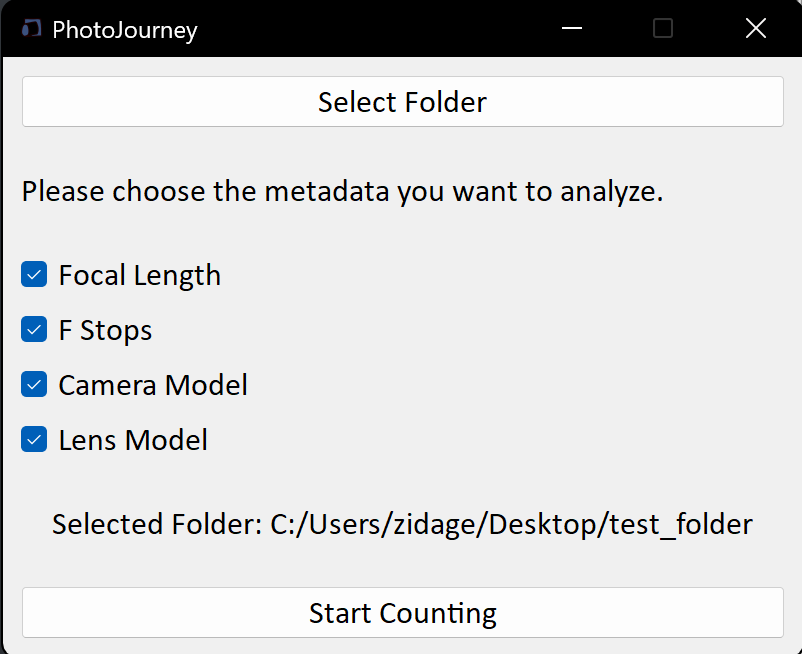 PhotoJourney
Select Folder
Please choose the metadata you want to analyze.
Focal Length
F Stops
Camera Model
Lens Model
Selected Folder: C:/Users/zidage/Desktop/test_folder
Start Counting